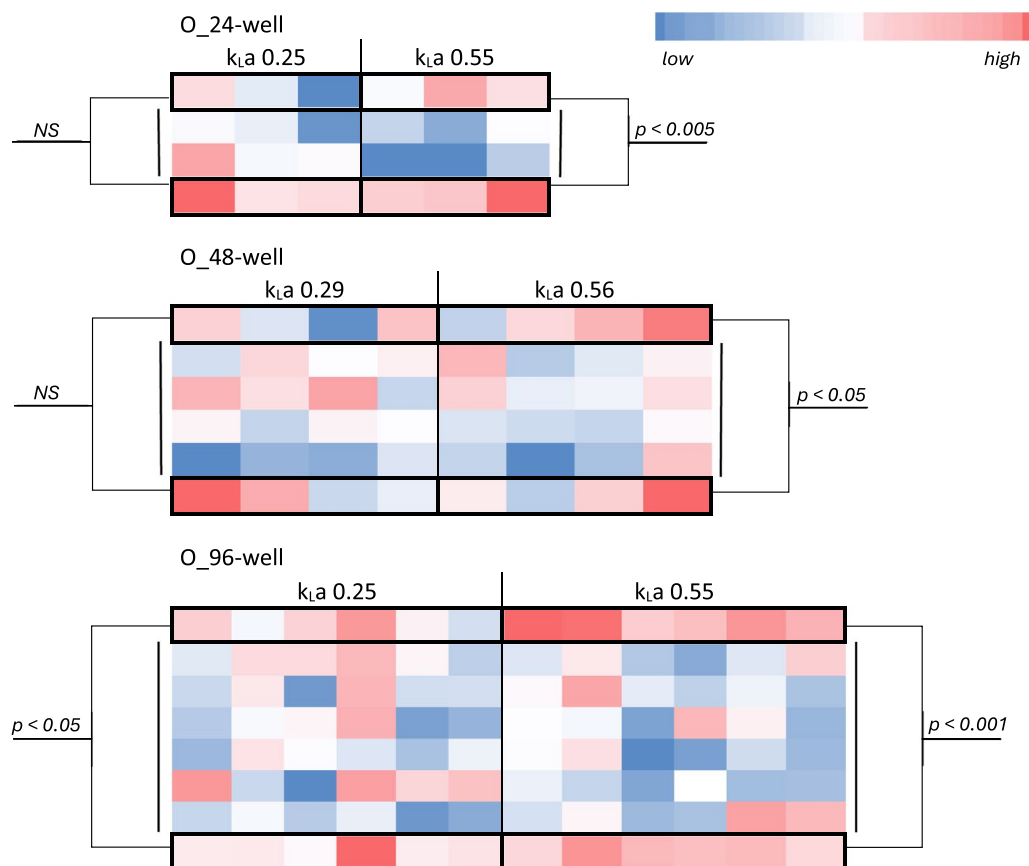 O_24-well
low high
kLa 0.25 kLa 0.55
NS p < 0.005
O_48-well
kLa 0.29 kLa 0.56
NS p < 0.05
O_96-well
kLa 0.25 kLa 0.55
p < 0.05 p < 0.001